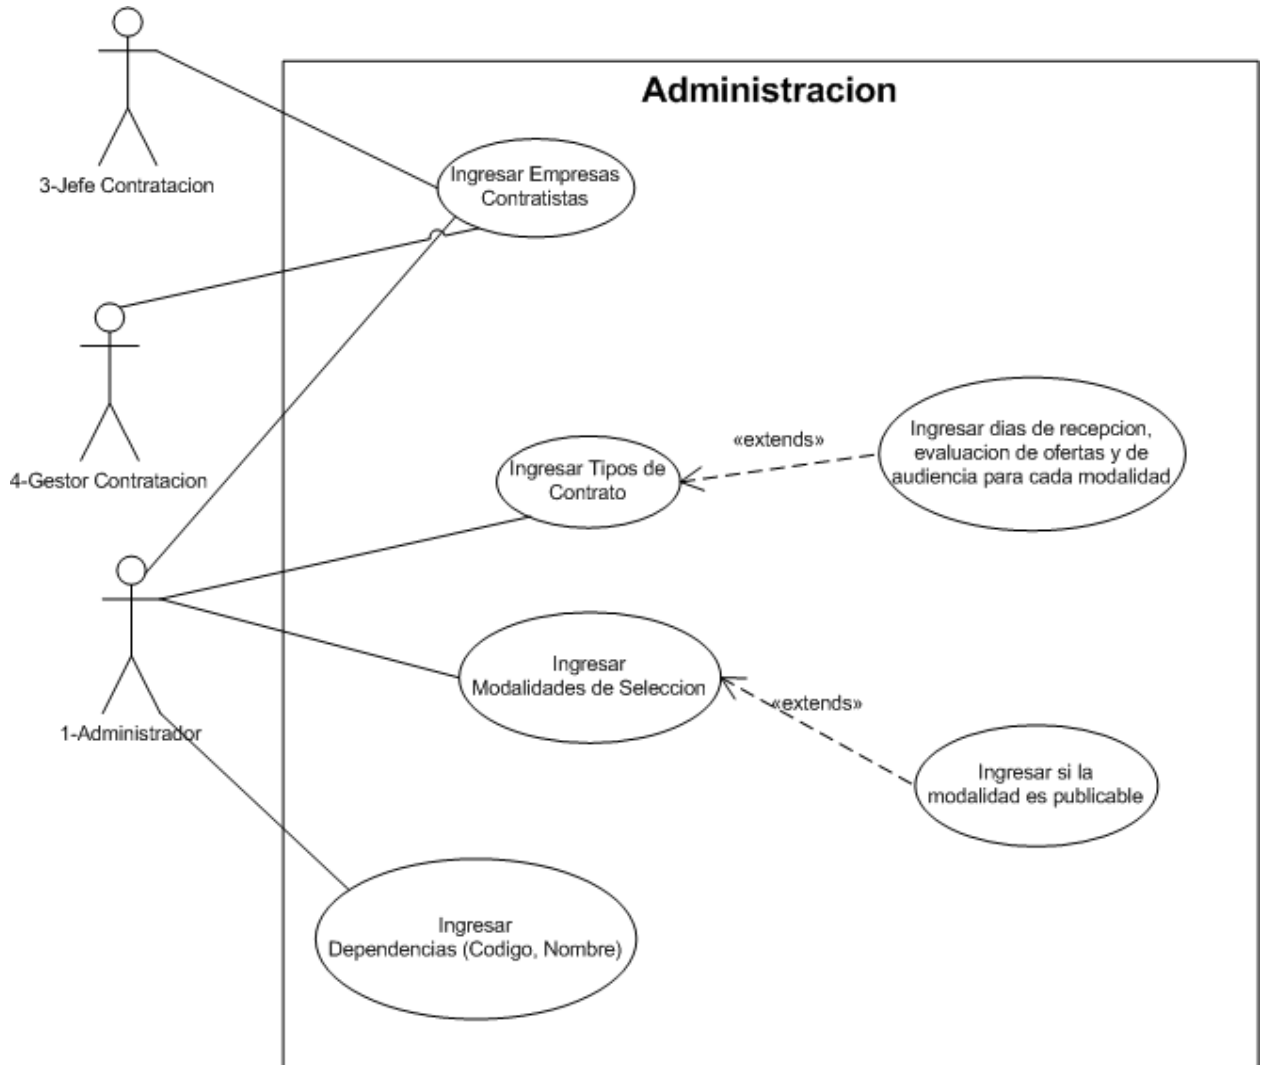 Administracion
3-Jefe Contratacion
Ingresar Empresas
Contratistas
4-Gestor Contratacion
Ingresar Tipos de
Contrato
«extends»
Ingresar dias de recepcion,
evaluacion de ofertas y de
audiencia para cada modalidad
1-Administrador
Ingresar
Modalidades de Seleccion
«extends»
Ingresar si la
modalidad es publicable
Ingresar
Dependencias (Codigo, Nombre)